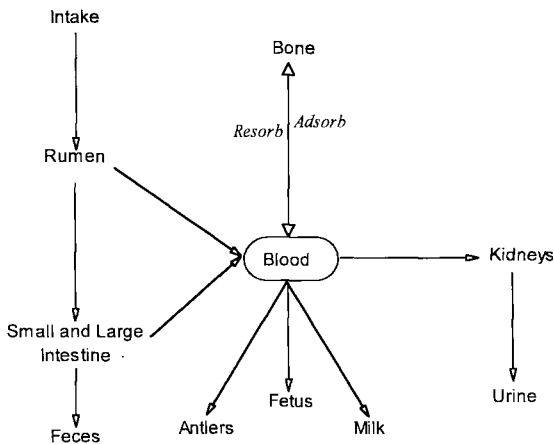 Intake
Bone
Resorb Adsorb
Rumen
Blood
Kidneys
Small and Large
Intestine
Feces
Antlers
Fetus
Milk
Urine